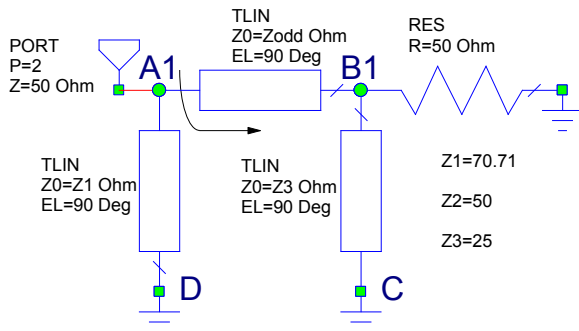 PORT
P=2
Z=50 Ohm
A1
TLIN
Z0=Zodd Ohm
EL=90 Deg
B1
RES
R=50 Ohm
TLIN
Z0=Z1 Ohm
EL=90 Deg
TLIN
Z0=Z3 Ohm
EL=90 Deg
Z1=70.71
Z2=50
Z3=25
D
C